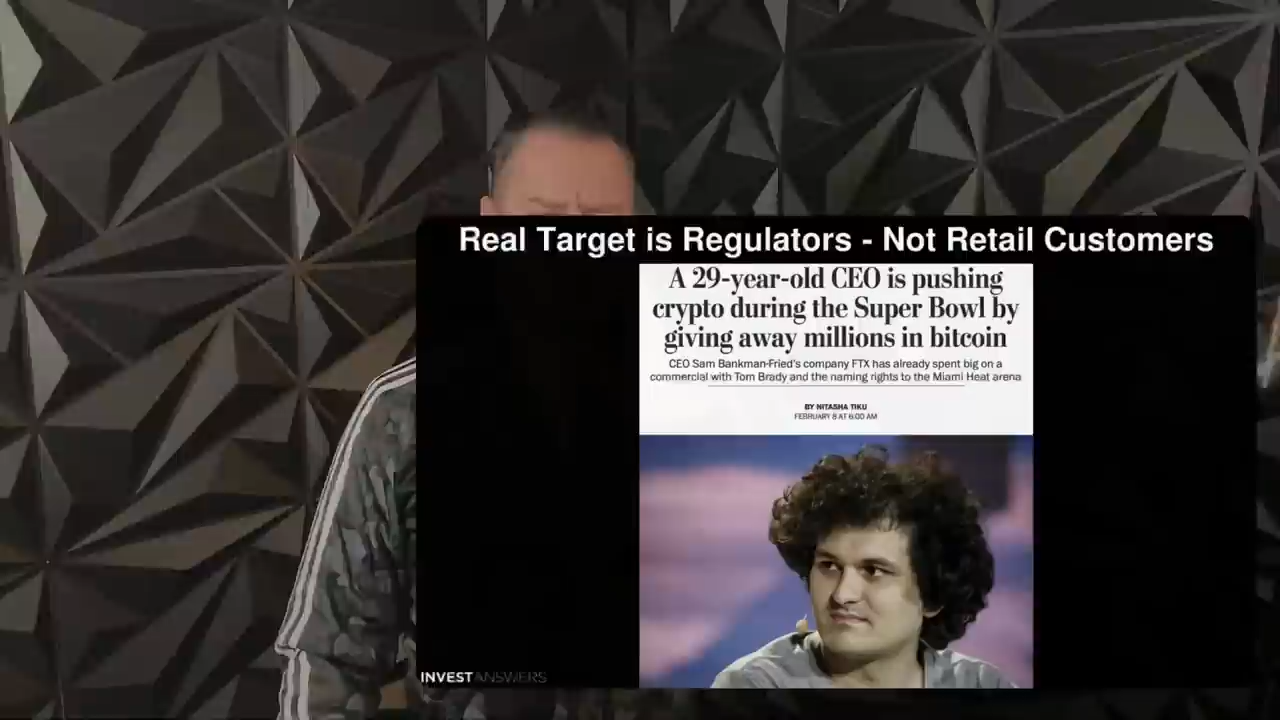 Real Target is Regulators - Not Retail Customers
A 29-year-old CEO is pushing
crypto during the Super Bowl by
giving away millions in bitcoin
CEO Sam Bankman-Fried's company FTX has already spent big on a
commercial with Tom Brady and the naming rights to the Miami Heat arena
BY NITASHA TIKU
FEBRUARY 8 AT 6:00 AM
INVESTANSWERS